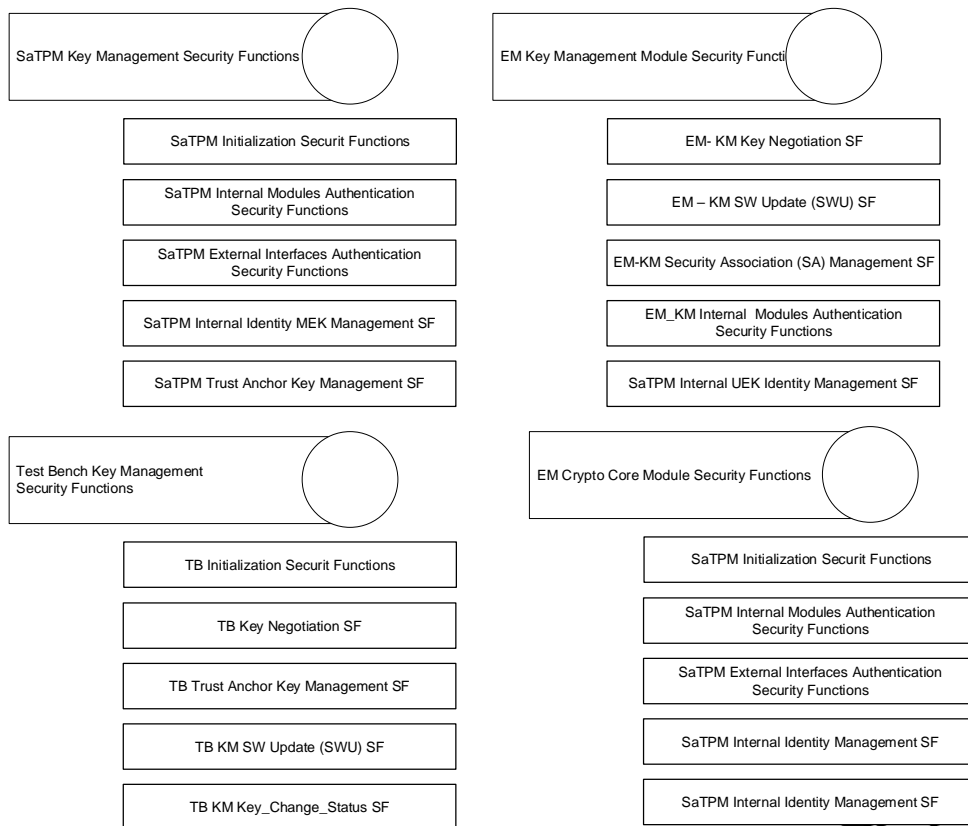 SaTPM Key Management Security Functions
SaTPM Initialization Securit Functions
SaTPM Internal Modules Authentication
Security Functions
SaTPM External Interfaces Authentication
Security Functions
SaTPM Internal Identity MEK Management SF
SaTPM Trust Anchor Key Management SF
EM Key Management Module Security Functi
EM- KM Key Negotiation SF
EM – KM SW Update (SWU) SF
EM-KM Security Association (SA) Management SF
EM_KM Internal  Modules Authentication
Security Functions
SaTPM Internal UEK Identity Management SF
Test Bench Key Management
Security Functions
TB Initialization Securit Functions
TB Key Negotiation SF
TB Trust Anchor Key Management SF
TB KM SW Update (SWU) SF
TB KM Key_Change_Status SF
EM Crypto Core Module Security Functions
SaTPM Initialization Securit Functions
SaTPM Internal Modules Authentication
Security Functions
SaTPM External Interfaces Authentication
Security Functions
SaTPM Internal Identity Management SF
SaTPM Internal Identity Management SF